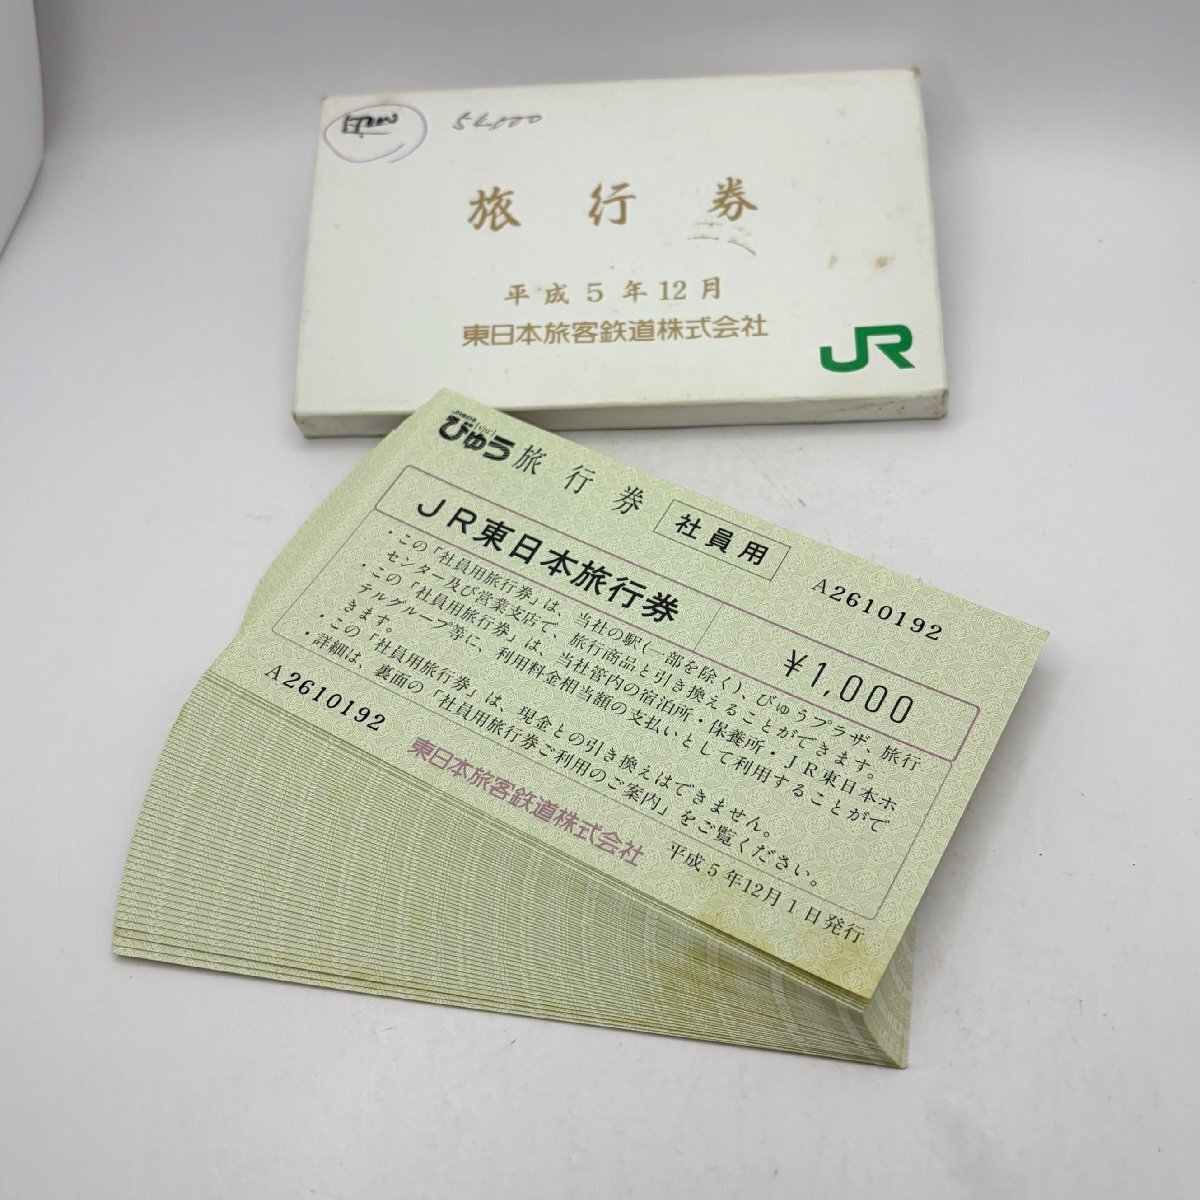 旅行券
平成5年12月
東日本旅客鉄道株式会社
JR
びゅう 旅行券 社員用
A2610192
JR東日本旅行券 ¥1,000
・この「社員用旅行券」は、当社の駅(一部を除く)、びゅうプラザ、旅行
センター及び営業支店で、旅行商品と引き換えることができます。
・この「社員用旅行券」は、当社管内の宿泊所・保養所・JR東日本ホ
テルグループ等に、利用料金相当額の支払いとして利用することがで
きます。
・この「社員用旅行券」は、現金との引き換えはできません。
・詳細は、裏面の「社員用旅行券ご利用のご案内」をご覧ください。
A2610192
東日本旅客鉄道株式会社
平成5年12月1日発行